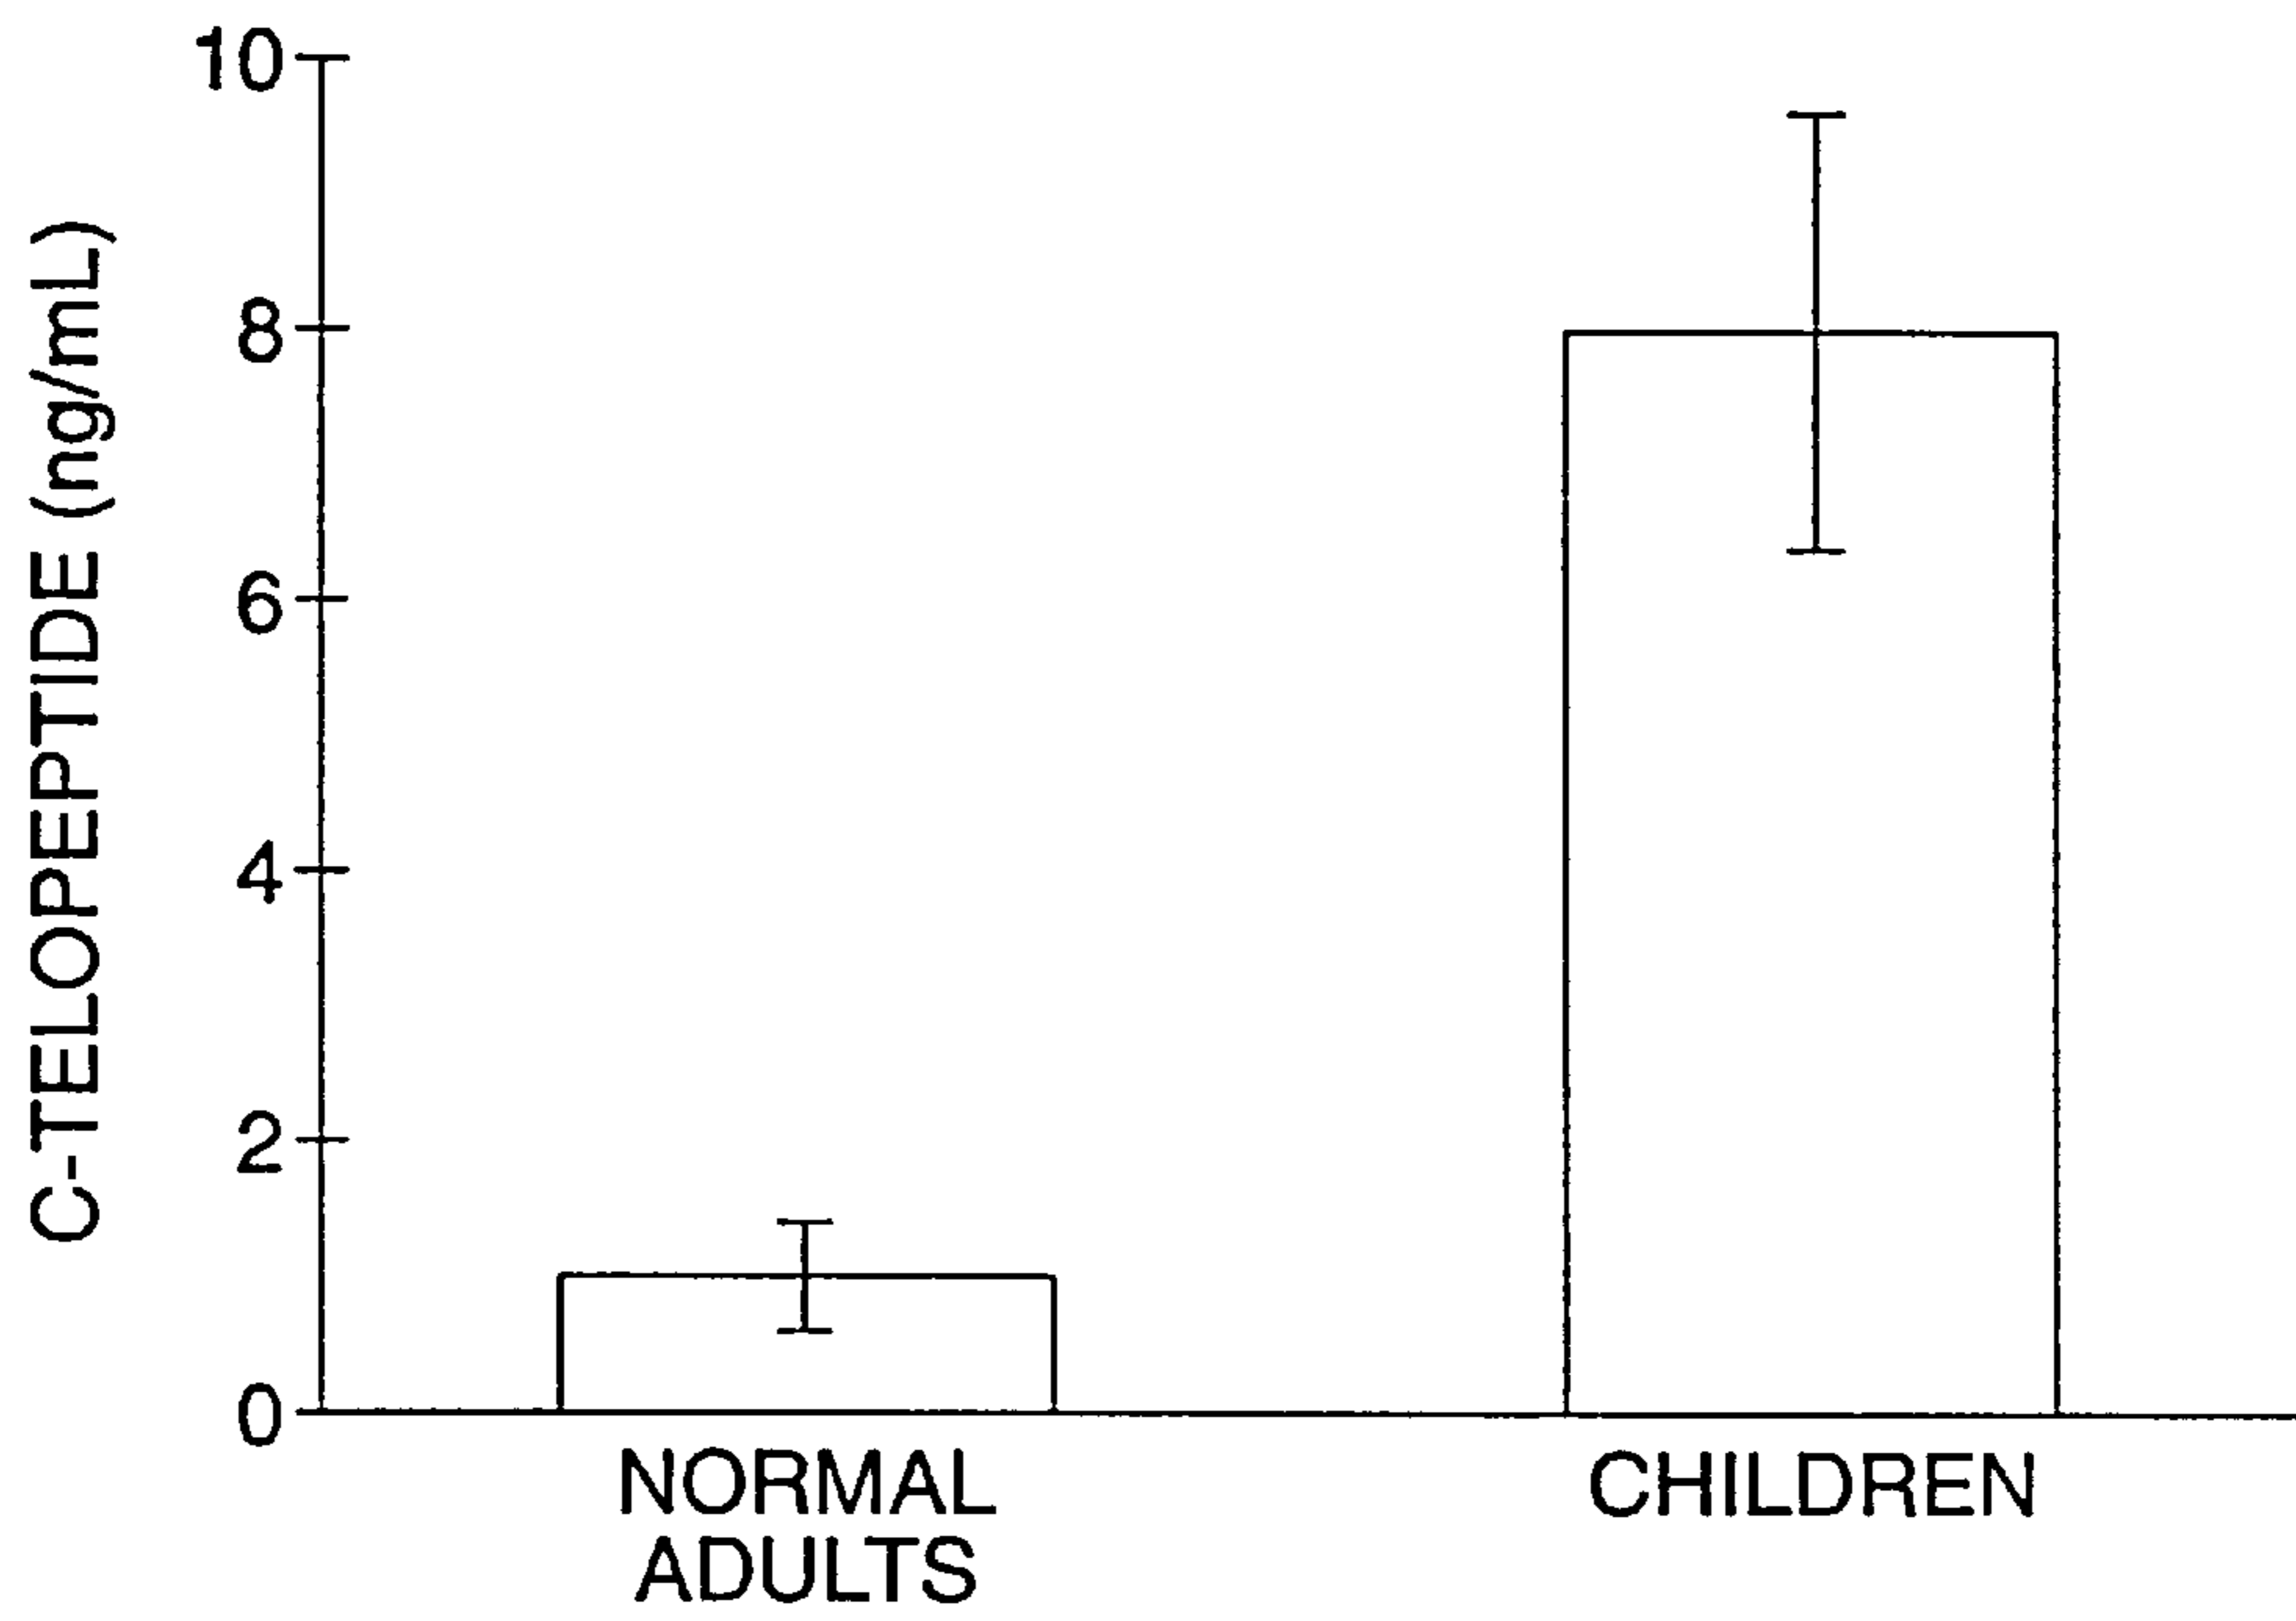 C-TELOPEPTIDE (ng/mL)
10
8
6
4
2
0
NORMAL
ADULTS
CHILDREN